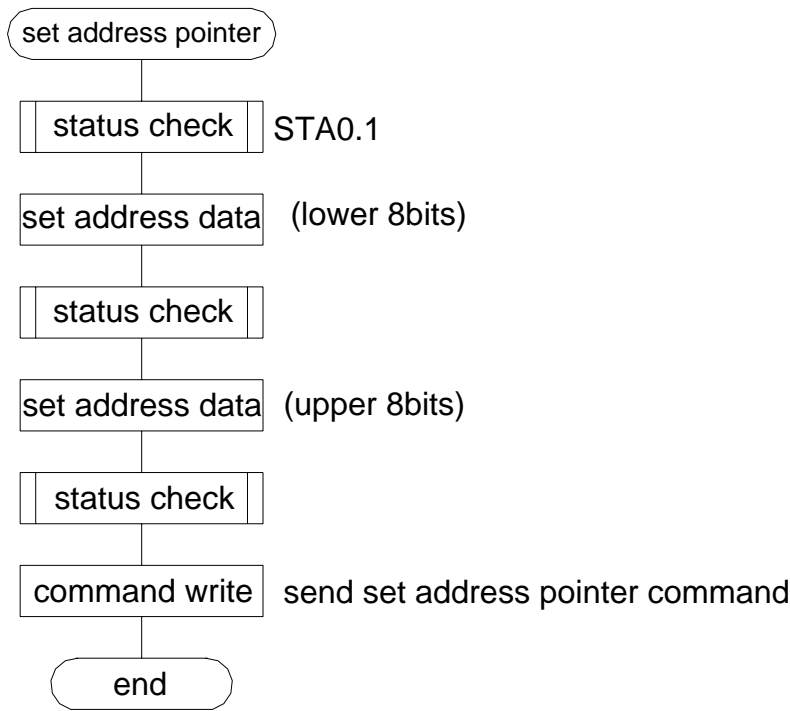 set address pointer
status check STA0.1
set address data (lower 8bits)
status check
set address data (upper 8bits)
status check
command write send set address pointer command
end